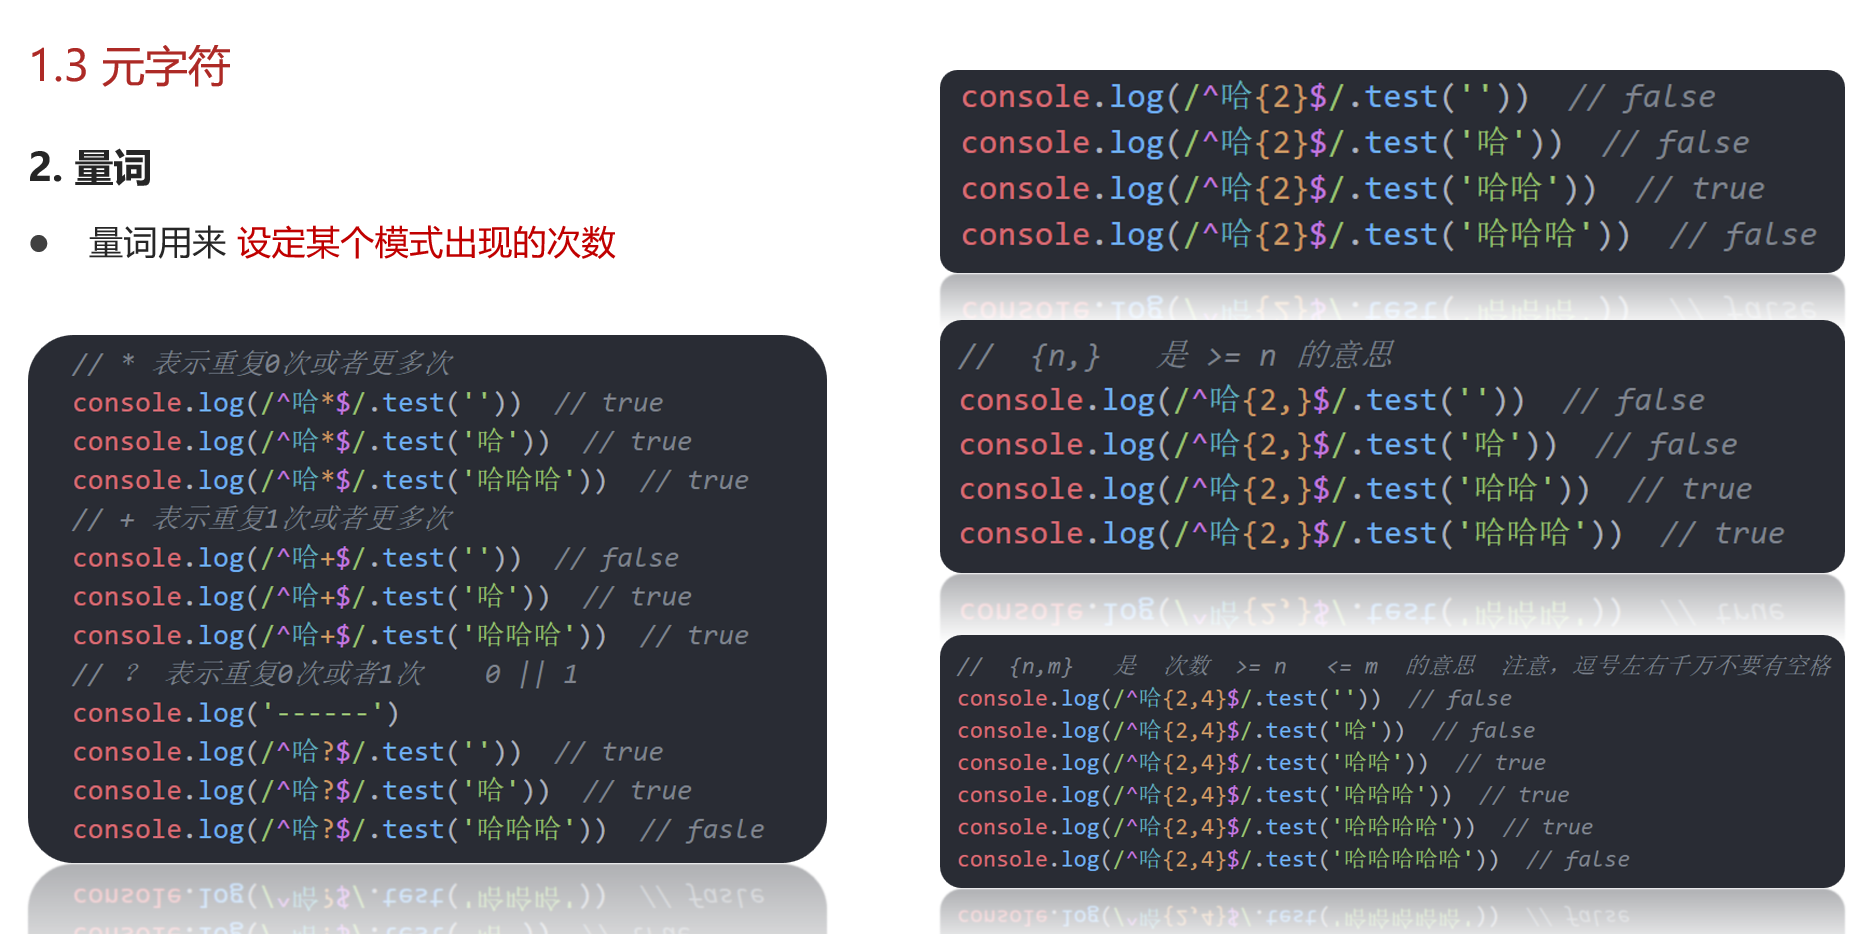 1.3 元字符
2. 量词
● 量词用来 设定某个模式出现的次数
// * 表示重复0次或者更多次
console.log(/^哈*$/.test('')) // true
console.log(/^哈*$/.test('哈')) // true
console.log(/^哈*$/.test('哈哈哈')) // true
// + 表示重复1次或者更多次
console.log(/^哈+$/.test('')) // false
console.log(/^哈+$/.test('哈')) // true
console.log(/^哈+$/.test('哈哈哈')) // true
// ? 表示重复0次或者1次 0 || 1
console.log('------')
console.log(/^哈?$/.test('')) // true
console.log(/^哈?$/.test('哈')) // true
console.log(/^哈?$/.test('哈哈哈')) // fasle
console.log(/^哈{2}$/.test('')) // false
console.log(/^哈{2}$/.test('哈')) // false
console.log(/^哈{2}$/.test('哈哈')) // true
console.log(/^哈{2}$/.test('哈哈哈')) // false
// {n,} 是 >= n 的意思
console.log(/^哈{2,}$/.test('')) // false
console.log(/^哈{2,}$/.test('哈')) // false
console.log(/^哈{2,}$/.test('哈哈')) // true
console.log(/^哈{2,}$/.test('哈哈哈')) // true
// {n,m} 是 次数 >= n <= m 的意思 注意，逗号左右千万不要有空格
console.log(/^哈{2,4}$/.test('')) // false
console.log(/^哈{2,4}$/.test('哈')) // false
console.log(/^哈{2,4}$/.test('哈哈')) // true
console.log(/^哈{2,4}$/.test('哈哈哈')) // true
console.log(/^哈{2,4}$/.test('哈哈哈哈')) // true
console.log(/^哈{2,4}$/.test('哈哈哈哈哈')) // false